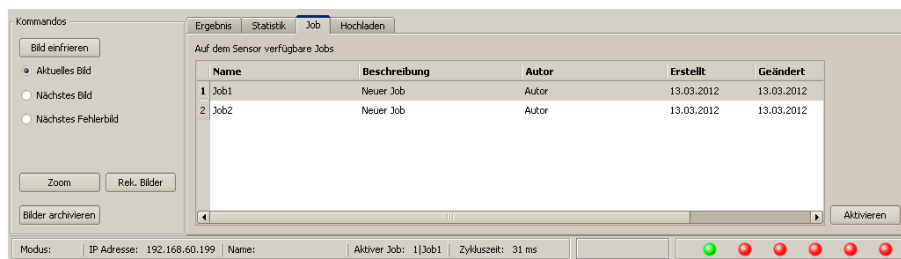 Kommandos
Bild einfrieren
Aktuelles Bild
Nächstes Bild
Nächstes Fehlerbild
Zoom Rek. Bilder
Bilder archivieren
Ergebnis Statistik Job Hochladen
Auf dem Sensor verfügbare Jobs
Name Beschreibung Autor Erstellt Geändert
1 Job1 Neuer Job Autor 13.03.2012 13.03.2012
2 Job2 Neuer Job Autor 13.03.2012 13.03.2012
Aktivieren
Modus: IP Adresse: 192.168.60.199 Name: Aktiver Job: 1|Job1 Zykluszeit: 31 ms